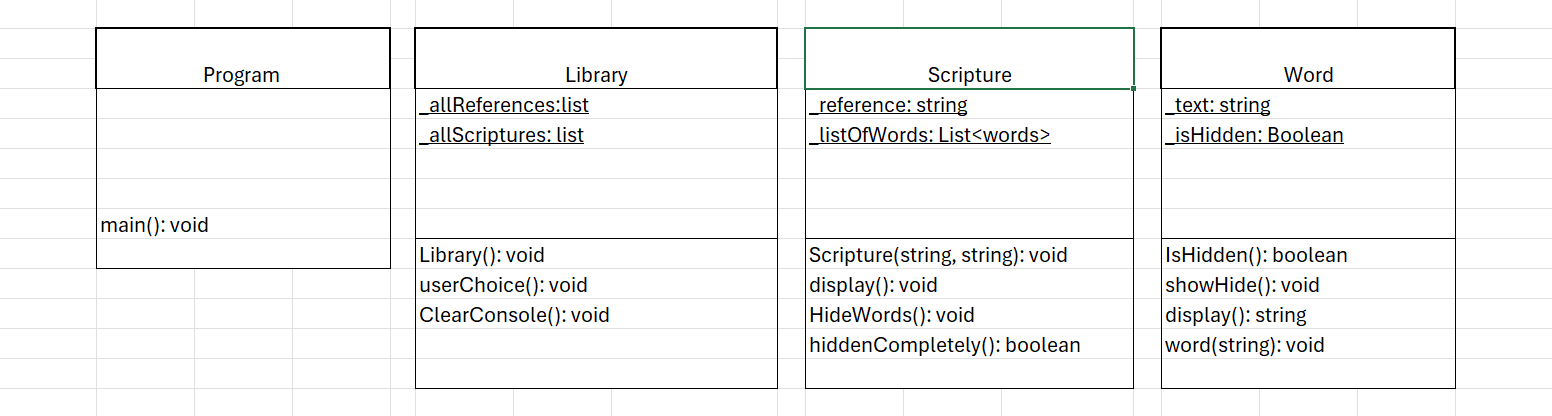 Program
main(): void
Library
_allReferences:list
_allScriptures: list
Library(): void
userChoice(): void
ClearConsole(): void
Scripture
_reference: string
_listOfWords: List<words>
Scripture(string, string): void
display(): void
HideWords(): void
hiddenCompletely(): boolean
Word
_text: string
_isHidden: Boolean
IsHidden(): boolean
showHide(): void
display(): string
word(string): void